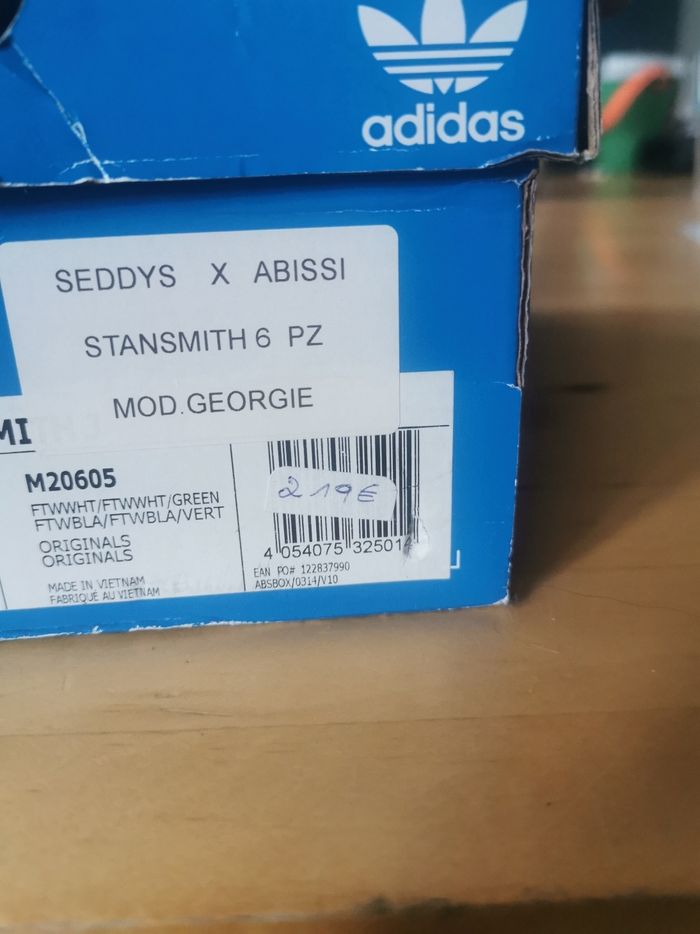 adidas
SEDDYS X ABISSI
STANSMITH 6 PZ
MOD.GEORGIE
M20605
FTWWHT/FTWWHT/GREEN
FTWBLA/FTWBLA/VERT
ORIGINALS
ORIGINALS
MADE IN VIETNAM
FABRIQUE AU VIETNAM
219€
4 054075 32501
EAN PO# 122837990
ABSBOX/0314/V10